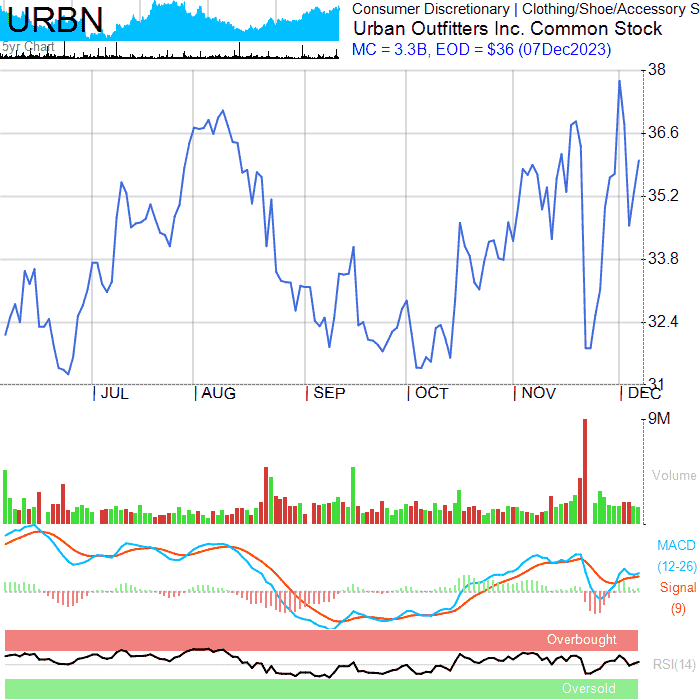 URBN
5yr Chart
Consumer Discretionary | Clothing/Shoe/Accessory S
Urban Outfitters Inc. Common Stock
MC = 3.3B, EOD = $36 (07Dec2023)
38
36.6
35.2
33.8
32.4
31
JUL AUG SEP OCT NOV DEC
9M
Volume
MACD
(12-26)
Signal
(9)
Overbought
RSI(14)
Oversold